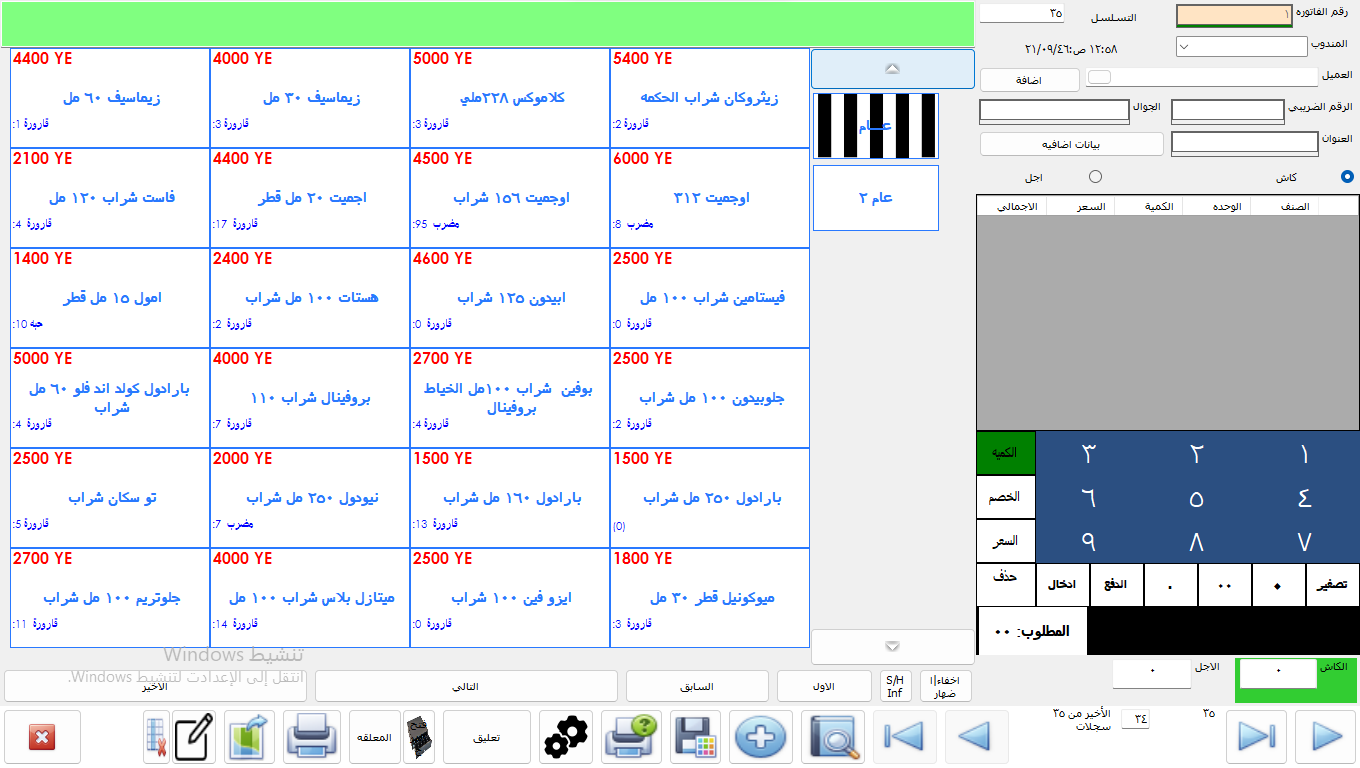 رقم الفاتوره
١
التسلسل
٣٥
المندوب
١٢:٥٨ ص:٢١/٠٩/٤٦
العميل
اضافة
الرقم الضريبي
الجوال
العنوان
بيانات اضافيه
كاش
اجل
الصنف
الوحده
الكمية
السعر
الاجمالي
4400 YE
زيماسيف ٦٠ مل
قارورة 1:
4000 YE
زيماسيف ٣٠ مل
قارورة 3:
5000 YE
كلاموكس ٢٢٨ملي
قارورة 3:
5400 YE
زيثروكان شراب الحكمه
قارورة 2:
عـــام
عام ٢
2100 YE
فاست شراب ١٢٠ مل
قارورة 4:
4400 YE
اجميت ٢٠ مل قطر
قارورة 17:
4500 YE
اوجميت ١٥٦ شراب
مضرب 95:
6000 YE
اوجميت ٣١٢
مضرب 8:
1400 YE
امول ١٥ مل قطر
حبه 10:
2400 YE
هستات ١٠٠ مل شراب
قارورة 2:
4600 YE
ابيدون ١٢٥ شراب
قارورة 0:
2500 YE
فيستامين شراب ١٠٠ مل
قارورة 0:
5000 YE
بارادول كولد اند فلو ٦٠ مل
شراب
قارورة 4:
4000 YE
بروفينال شراب ١١٠
قارورة 7:
2700 YE
بوفين شراب ١٠٠مل الخياط
بروفينال
قارورة 4:
2500 YE
جلوبيدون ١٠٠ مل شراب
قارورة 2:
2500 YE
تو سكان شراب
قارورة 5:
2000 YE
نيودول ٢٥٠ مل شراب
مضرب 7:
1500 YE
بارادول ١٦٠ مل شراب
قارورة 13:
1500 YE
بارادول ٢٥٠ مل شراب
(0)
2700 YE
جلوتريم ١٠٠ مل شراب
قارورة 11:
4000 YE
ميتازل بلاس شراب ١٠٠ مل
قارورة 14:
2500 YE
ايزو فين ١٠٠ شراب
قارورة 0:
1800 YE
ميوكونيل قطر ٣٠ مل
قارورة 3:
١
٢
٣
الكميه
٤
٥
٦
الخصم
٧
٨
٩
السعر
تصفير
٠
٠٠
.
الدفع
ادخال
حذف
المطلوب: ٠٠
الكاش
٠
الاجل
٠
تنشيط Windows
انتقل إلى الإعدادت لتنشيط Windows.
اخفاء|ا
ضهار
S/H
Inf
الاول
السابق
التالي
الاخير
٣٥
٣٤
الأخير من ٣٥
سجلات
تعليق
المعلقه